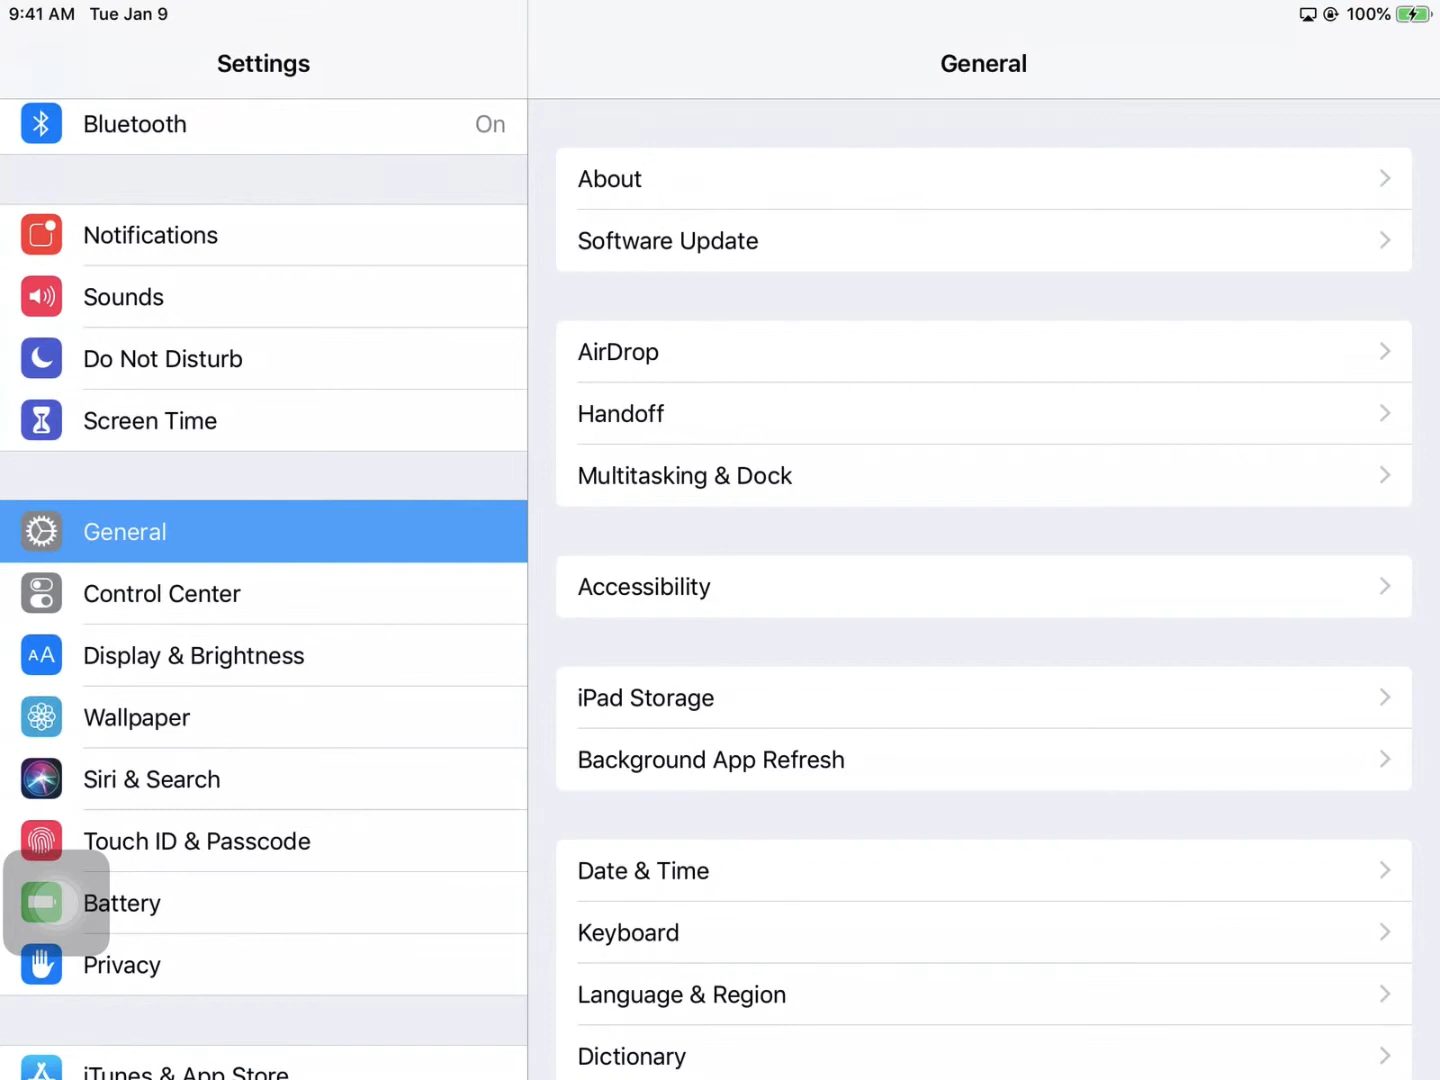 9:41 AM Tue Jan 9
100%
Settings
General
Bluetooth On
Notifications
Sounds
Do Not Disturb
Screen Time
General
Control Center
AA Display & Brightness
Wallpaper
Siri & Search
Touch ID & Passcode
Battery
Privacy
iTunes & App Store
About
Software Update
AirDrop
Handoff
Multitasking & Dock
Accessibility
iPad Storage
Background App Refresh
Date & Time
Keyboard
Language & Region
Dictionary